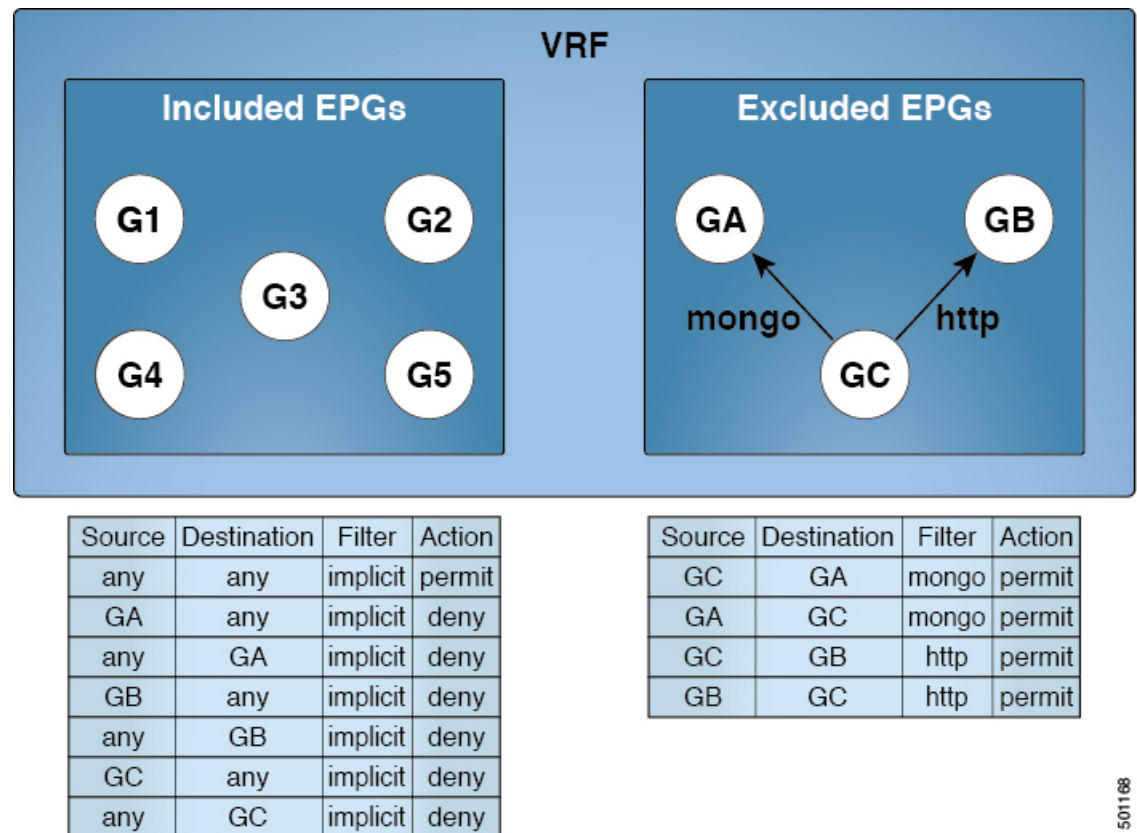 VRF
Included EPGs
G1
G2
G3
G4
G5
Excluded EPGs
GA
GB
mongo
http
GC
Source Destination Filter Action
any any implicit permit
GA any implicit deny
any GA implicit deny
GB any implicit deny
any GB implicit deny
GC any implicit deny
any GC implicit deny
Source Destination Filter Action
GC GA mongo permit
GA GC mongo permit
GC GB http permit
GB GC http permit
501168